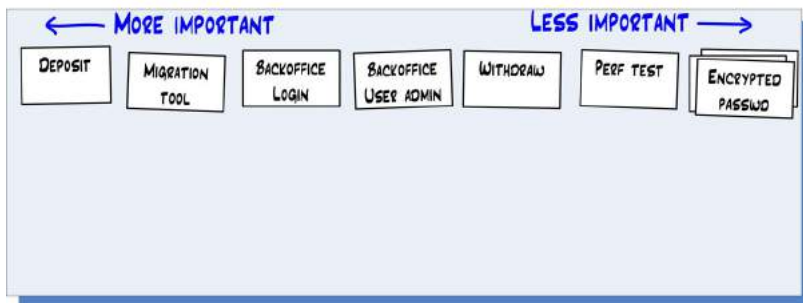 ← MORE IMPORTANT
LESS IMPORTANT →
DEPOSIT
MIGRATION
TOOL
BACKOFFICE
LOGIN
BACKOFFICE
USER ADMIN
WITHDRAW
PERF TEST
ENCRYPTED
PASSWD